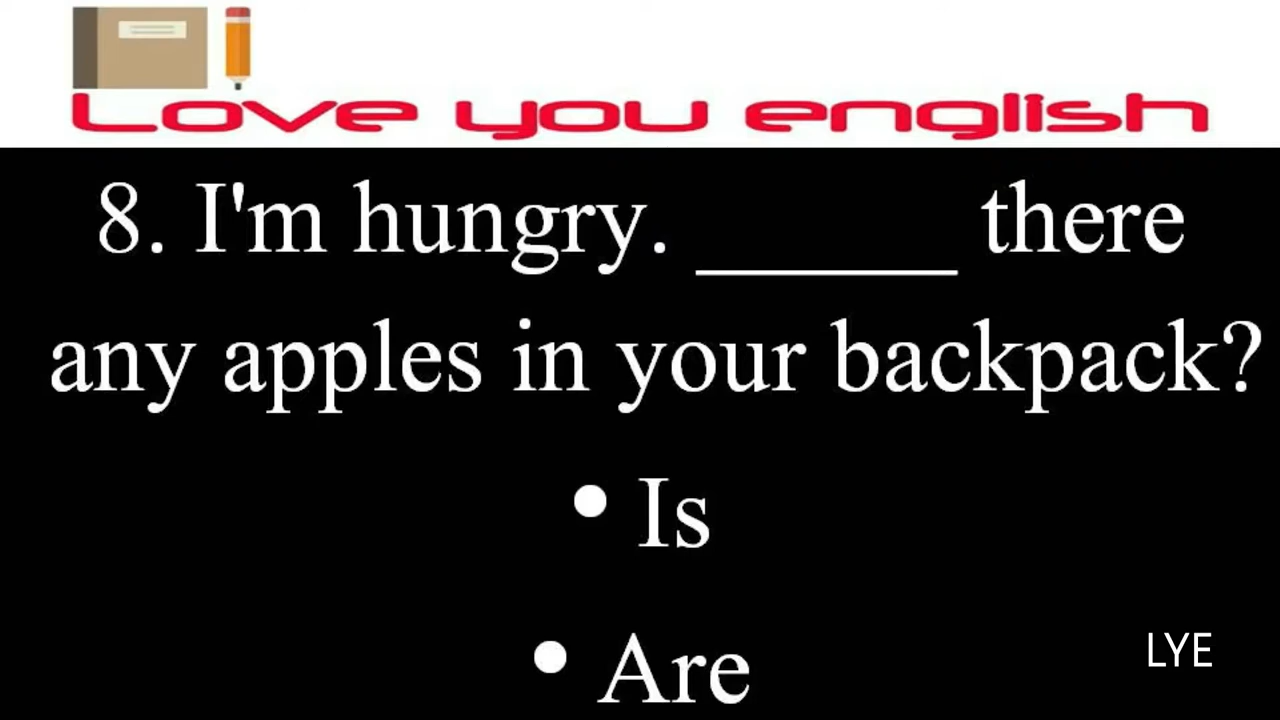 Love you english
8. I'm hungry. ______ there
any apples in your backpack?
• Is
• Are
LYE